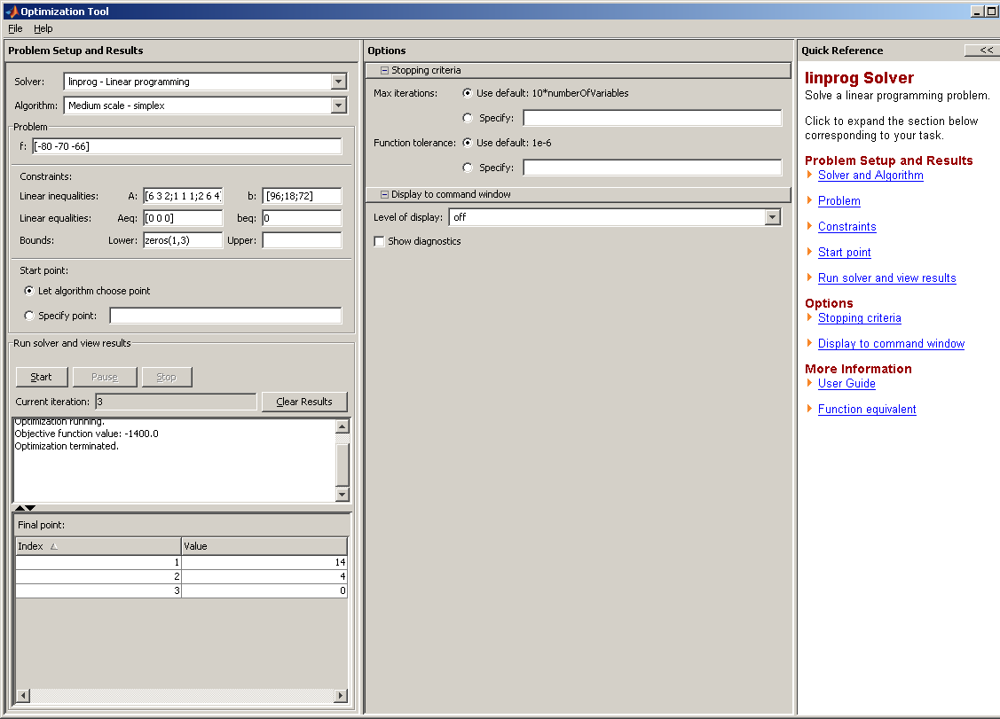 Optimization Tool
File Help
Problem Setup and Results
Solver: linprog - Linear programming
Algorithm: Medium scale - simplex
Problem
f: [-80 -70 -66]
Constraints:
Linear inequalities: A: [6 3 2;1 1 1;2 6 4] b: [96;18;72]
Linear equalities: Aeq: [0 0 0] beq: 0
Bounds: Lower: zeros(1,3) Upper:
Start point:
Let algorithm choose point
Specify point:
Run solver and view results
Start Pause Stop
Current iteration: 3 Clear Results
Optimization running.
Objective function value: -1400.0
Optimization terminated.
Final point:
Index Value
1 14
2 4
3 0
Options
Stopping criteria
Max iterations: Use default: 10*numberOfVariables
Specify:
Function tolerance: Use default: 1e-6
Specify:
Display to command window
Level of display: off
Show diagnostics
Quick Reference <<
linprog Solver
Solve a linear programming problem.
Click to expand the section below
corresponding to your task.
Problem Setup and Results
Solver and Algorithm
Problem
Constraints
Start point
Run solver and view results
Options
Stopping criteria
Display to command window
More Information
User Guide
Function equivalent